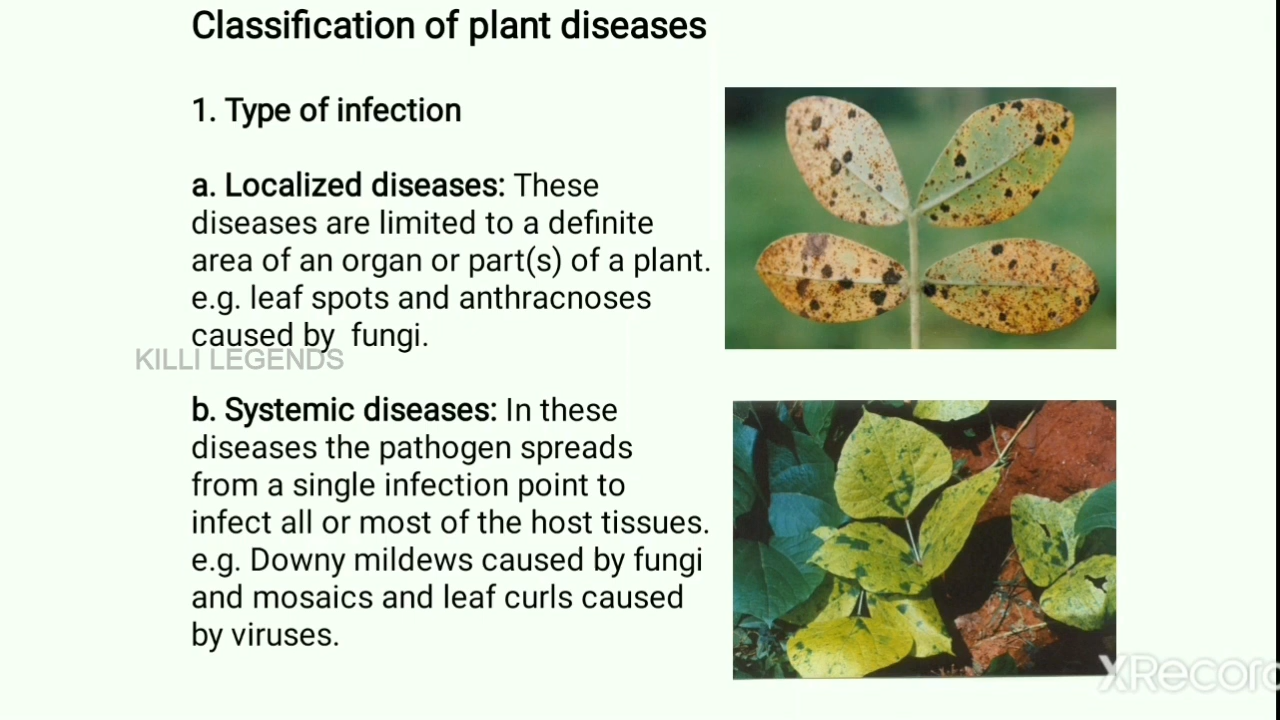 Classification of plant diseases
1. Type of infection
a. Localized diseases: These
diseases are limited to a definite
area of an organ or part(s) of a plant.
e.g. leaf spots and anthracnoses
caused by  fungi.
KILLI LEGENDS
b. Systemic diseases: In these
diseases the pathogen spreads
from a single infection point to
infect all or most of the host tissues.
e.g. Downy mildews caused by fungi
and mosaics and leaf curls caused
by viruses.
XRecord